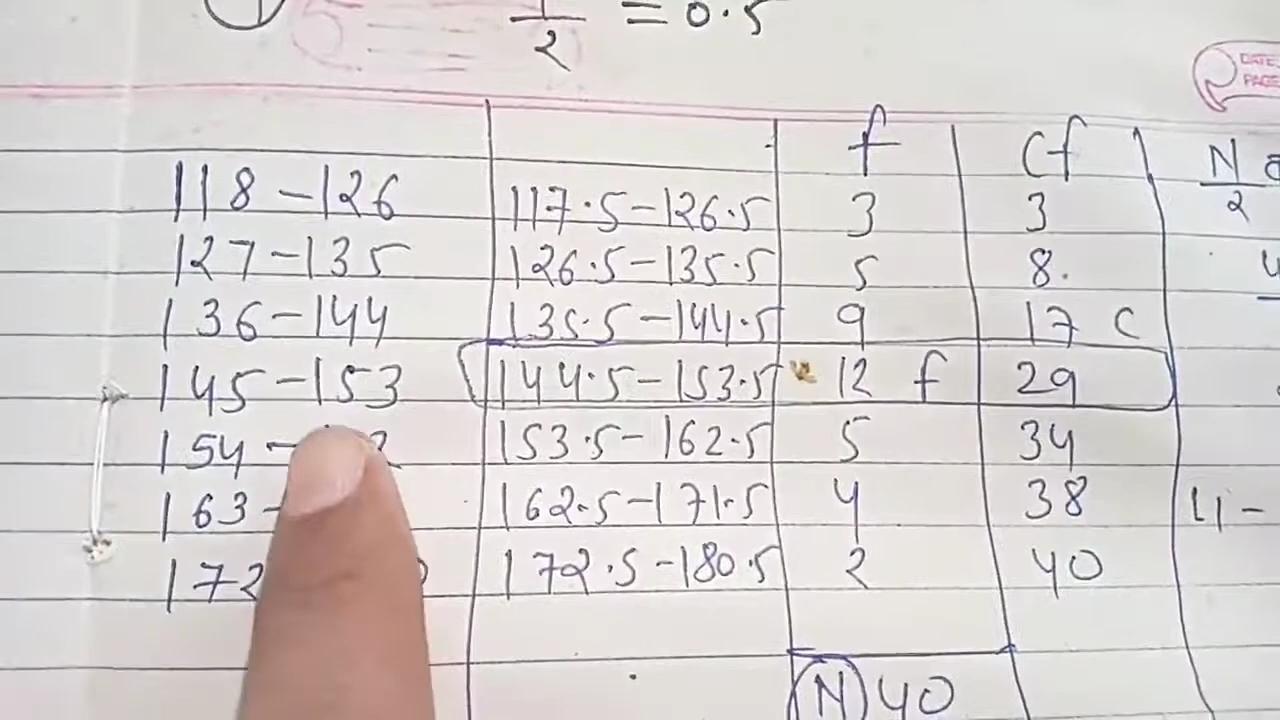 1/2 = 0.5
DATE
PAGE
f Cf N/2
118-126 117.5-126.5 3 3
127-135 126.5-135.5 5 8.
136-144 135.5-144.5 9 17 C
145-153 144.5-153.5 12 f 29
154- 153.5-162.5 5 34
163- 162.5-171.5 4 38 L1-
172 172.5-180.5 2 40
N 40